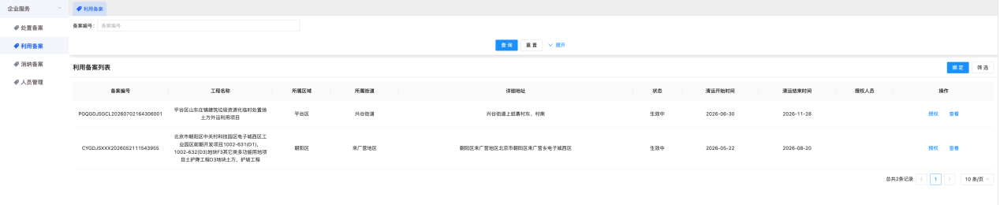 企业服务
利用备案
处置备案
利用备案
消纳备案
人员管理
备案编号: 备案编号
查 询 重 置 展开
利用备案列表
绑 定 筛 选
备案编号 工程名称 所属区域 所属街道 详细地址 状态 清运开始时间 清运结束时间 授权人员 操作
PGQGDJSGCL20260702164306001 平谷区山东庄镇建筑垃圾资源化临时处置场
土方外运利用项目 平谷区 兴谷街道 兴谷街道上纸寨村东、村南 生效中 2026-06-30 2026-11-28 授权 查看
CYGDJSXXX2026052111543955 北京市朝阳区中关村科技园区电子城西区工
业园区前期开发项目1002-631(D1)、
1002-632(D3)地块F3其它类多功能用地项
目土护降工程D3地块土方、护坡工程 朝阳区 来广营地区 朝阳区来广营地区北京市朝阳区来广营乡电子城西区 生效中 2026-05-22 2026-08-20 授权 查看
总共2条记录 < 1 > 10 条/页